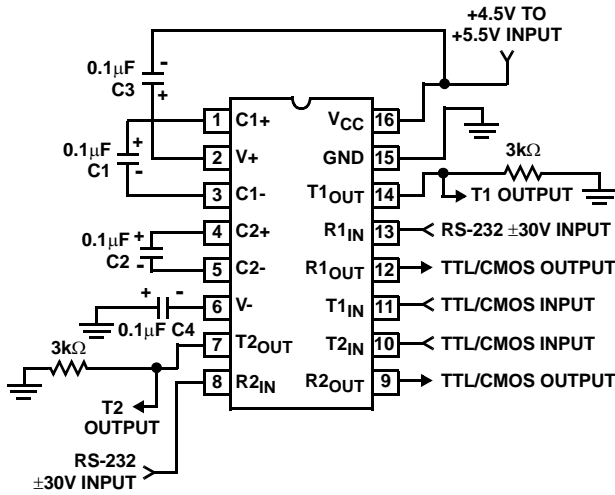 +4.5V TO
+5.5V INPUT
0.1μF
C3
-
+
1 C1+
VCC 16
0.1μF
C1
+
-
2 V+
GND 15
3kΩ
3 C1-
T1OUT 14
T1 OUTPUT
4 C2+
R1IN 13
RS-232 ±30V INPUT
0.1μF
C2
+
-
5 C2-
R1OUT 12
TTL/CMOS OUTPUT
+ -
0.1μF C4
6 V-
T1IN 11
TTL/CMOS INPUT
3kΩ
7 T2OUT
T2IN 10
TTL/CMOS INPUT
8 R2IN
R2OUT 9
TTL/CMOS OUTPUT
T2
OUTPUT
RS-232
±30V INPUT